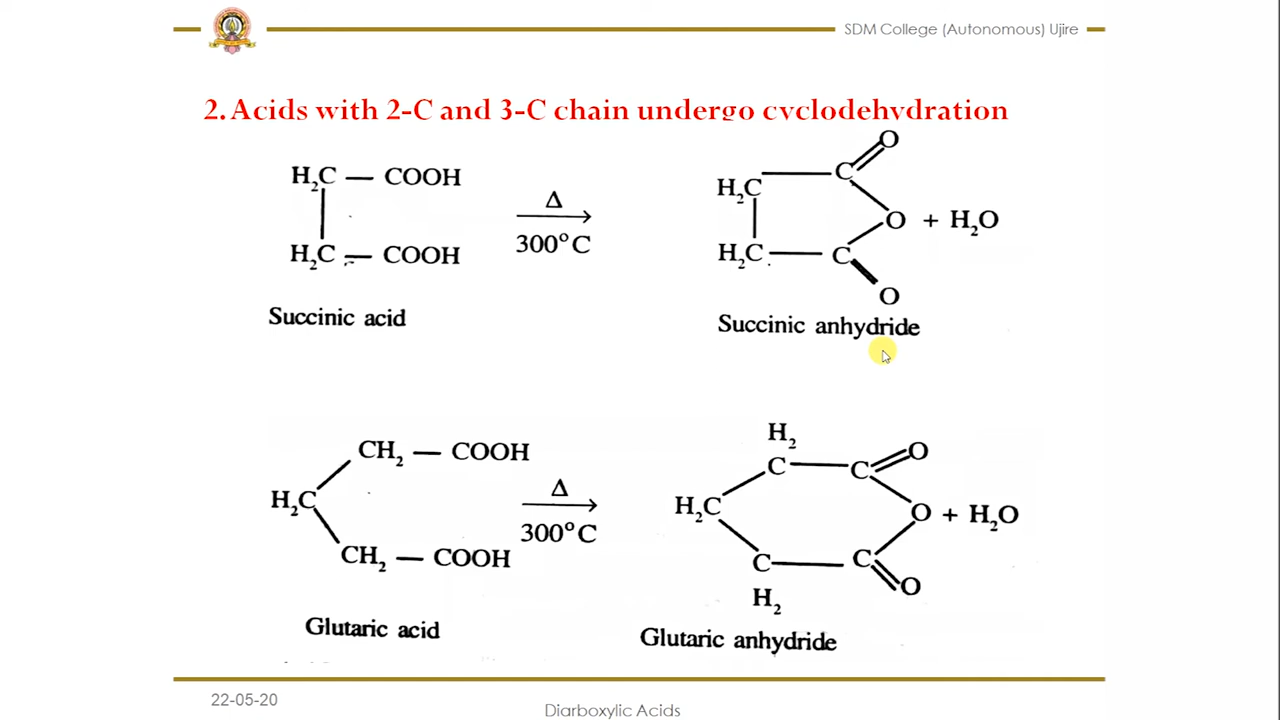 SDM College (Autonomous) Ujire
2. Acids with 2-C and 3-C chain undergo cyclodehydration
H₂C — COOH
H₂C — COOH
Δ
300°C
O
C
H₂C
O + H₂O
H₂C
C
O
Succinic acid
Succinic anhydride
CH₂ — COOH
H₂C
CH₂ — COOH
Δ
300°C
H₂
C
C
O
H₂C
O + H₂O
C
C
O
H₂
Glutaric acid
Glutaric anhydride
22-05-20
Diarboxylic Acids